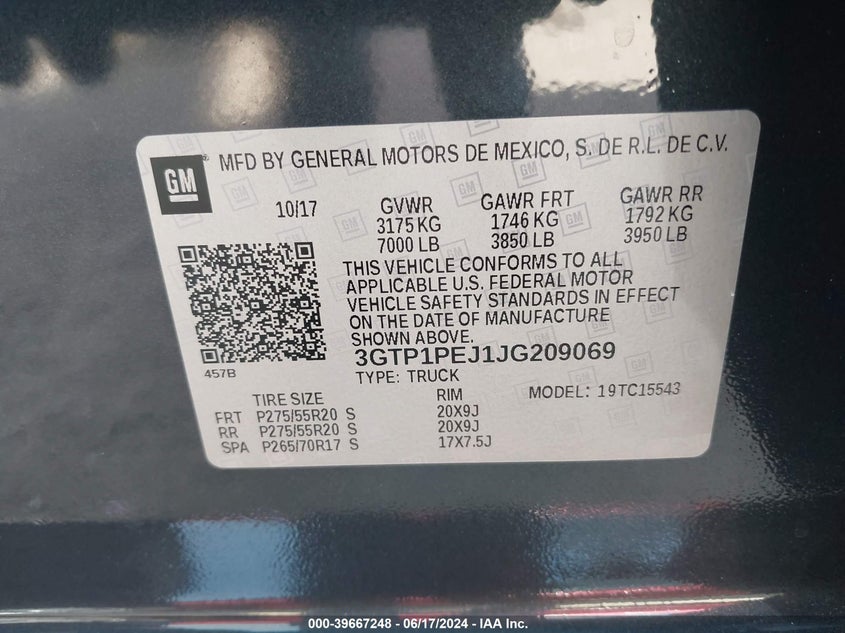 GM
MFD BY GENERAL MOTORS DE MEXICO, S. DE R.L. DE C.V.
10/17 GVWR GAWR FRT GAWR RR
3175 KG 1746 KG 1792 KG
7000 LB 3850 LB 3950 LB
THIS VEHICLE CONFORMS TO ALL
APPLICABLE U.S. FEDERAL MOTOR
VEHICLE SAFETY STANDARDS IN EFFECT
ON THE DATE OF MANUFACTURE
SHOWN ABOVE.
3GTP1PEJ1JG209069
457B
TYPE: TRUCK
MODEL: 19TC15543
TIRE SIZE RIM
FRT P275/55R20 S 20X9J
RR P275/55R20 S 20X9J
SPA P265/70R17 S 17X7.5J
000-39667248 - 06/17/2024 - IAA Inc.